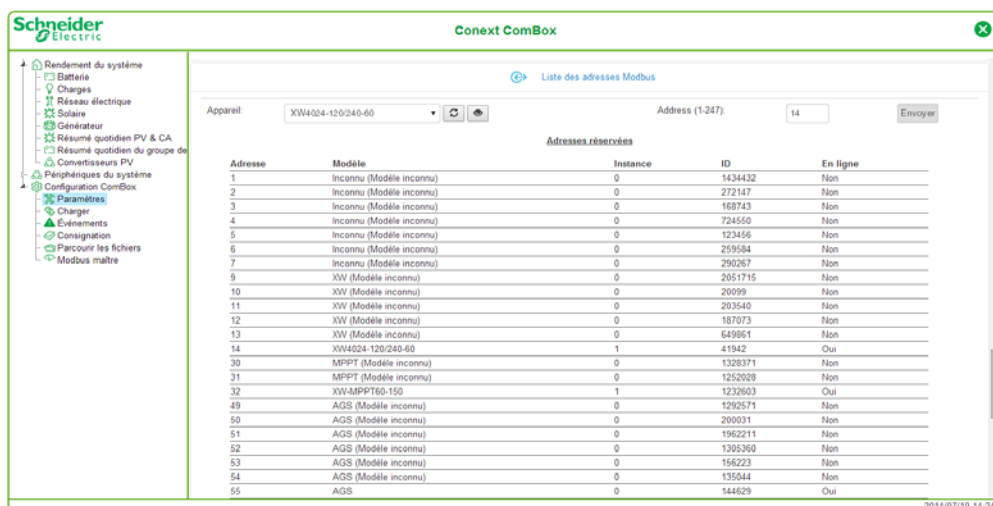 Schneider
Electric
Conext ComBox
Rendement du système
Batterie
Charges
Réseau électrique
Solaire
Générateur
Résumé quotidien PV & CA
Résumé quotidien du groupe de
Convertisseurs PV
Périphériques du système
Configuration ComBox
Paramètres
Charger
Événements
Consignation
Parcourir les fichiers
Modbus maître
Liste des adresses Modbus
Appareil: XW4024-120/240-60 Address (1-247): 14 Envoyer
Adresses réservées
Adresse Modèle Instance ID En ligne
1 Inconnu (Modèle inconnu) 0 1434432 Non
2 Inconnu (Modèle inconnu) 0 272147 Non
3 Inconnu (Modèle inconnu) 0 168743 Non
4 Inconnu (Modèle inconnu) 0 724550 Non
5 Inconnu (Modèle inconnu) 0 123456 Non
6 Inconnu (Modèle inconnu) 0 259584 Non
7 Inconnu (Modèle inconnu) 0 290267 Non
9 XW (Modèle inconnu) 0 2051715 Non
10 XW (Modèle inconnu) 0 20099 Non
11 XW (Modèle inconnu) 0 203540 Non
12 XW (Modèle inconnu) 0 187073 Non
13 XW (Modèle inconnu) 0 649861 Non
14 XW4024-120/240-60 1 41942 Oui
30 MPPT (Modèle inconnu) 0 1328371 Non
31 MPPT (Modèle inconnu) 0 1252028 Non
32 XW-MPPT60-150 1 1232603 Oui
49 AGS (Modèle inconnu) 0 1292571 Non
50 AGS (Modèle inconnu) 0 200031 Non
51 AGS (Modèle inconnu) 0 1962211 Non
52 AGS (Modèle inconnu) 0 1305360 Non
53 AGS (Modèle inconnu) 0 156223 Non
54 AGS (Modèle inconnu) 0 135044 Non
55 AGS 0 144629 Oui